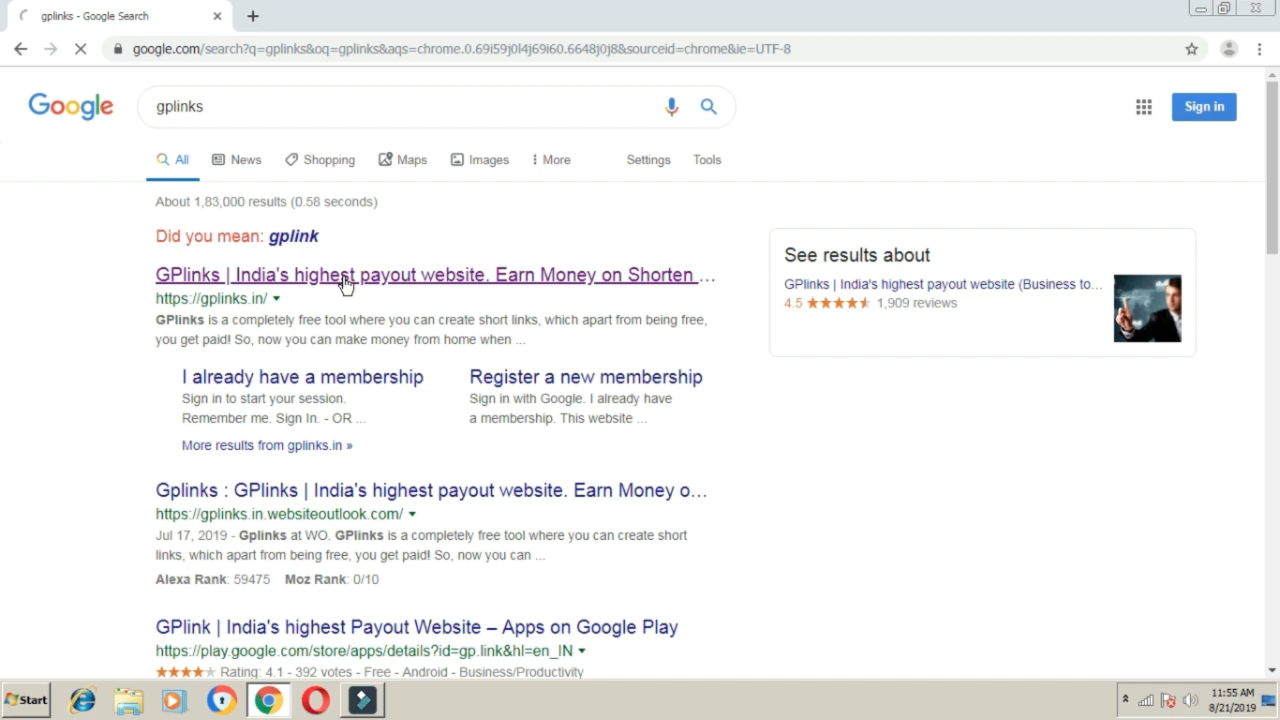 gplinks - Google Search
google.com/search?q=gplinks&oq=gplinks&aqs=chrome.0.69i59j0l4j69i60.6648j0j8&sourceid=chrome&ie=UTF-8
Google
gplinks
Sign in
All
News
Shopping
Maps
Images
More
Settings
Tools
About 1,83,000 results (0.58 seconds)
Did you mean: gplink
GPlinks | India's highest payout website. Earn Money on Shorten ...
https://gplinks.in/
GPlinks is a completely free tool where you can create short links, which apart from being free,
you get paid! So, now you can make money from home when ...
I already have a membership
Sign in to start your session.
Remember me. Sign In. - OR ...
Register a new membership
Sign in with Google. I already have
a membership. This website ...
More results from gplinks.in »
See results about
GPlinks | India's highest payout website (Business to...
4.5 ★★★★★ 1,909 reviews
Gplinks : GPlinks | India's highest payout website. Earn Money o...
https://gplinks.in.websiteoutlook.com/
Jul 17, 2019 - Gplinks at WO. GPlinks is a completely free tool where you can create short
links, which apart from being free, you get paid! So, now you can ...
Alexa Rank: 59475 Moz Rank: 0/10
GPlink | India's highest Payout Website – Apps on Google Play
https://play.google.com/store/apps/details?id=gp.link&hl=en_IN
★★★★★ Rating: 4.1 - 392 votes - Free - Android - Business/Productivity
Start
11:55 AM
8/21/2019